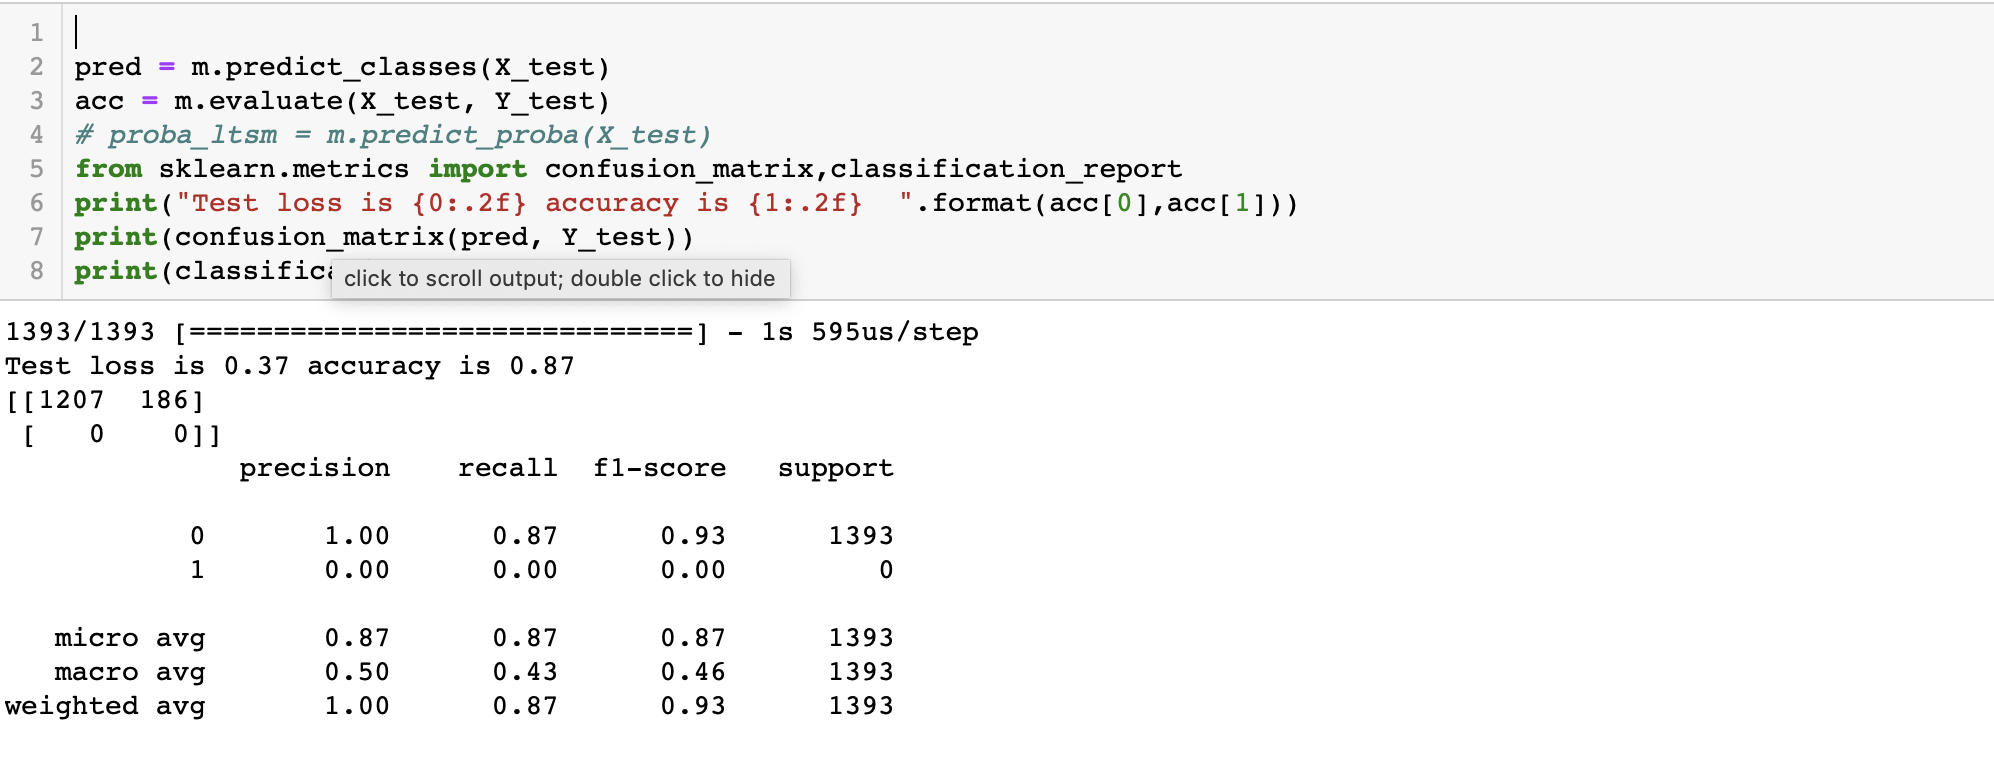 1
2 pred = m.predict_classes(X_test)
3 acc = m.evaluate(X_test, Y_test)
4 # proba_ltsm = m.predict_proba(X_test)
5 from sklearn.metrics import confusion_matrix,classification_report
6 print("Test loss is {0:.2f} accuracy is {1:.2f}  ".format(acc[0],acc[1]))
7 print(confusion_matrix(pred, Y_test))
8 print(classific
click to scroll output; double click to hide
1393/1393 [==============================] - 1s 595us/step
Test loss is 0.37 accuracy is 0.87
[[1207  186]
 [   0    0]]
              precision    recall  f1-score   support

           0       1.00      0.87      0.93      1393
           1       0.00      0.00      0.00         0

   micro avg       0.87      0.87      0.87      1393
   macro avg       0.50      0.43      0.46      1393
weighted avg       1.00      0.87      0.93      1393